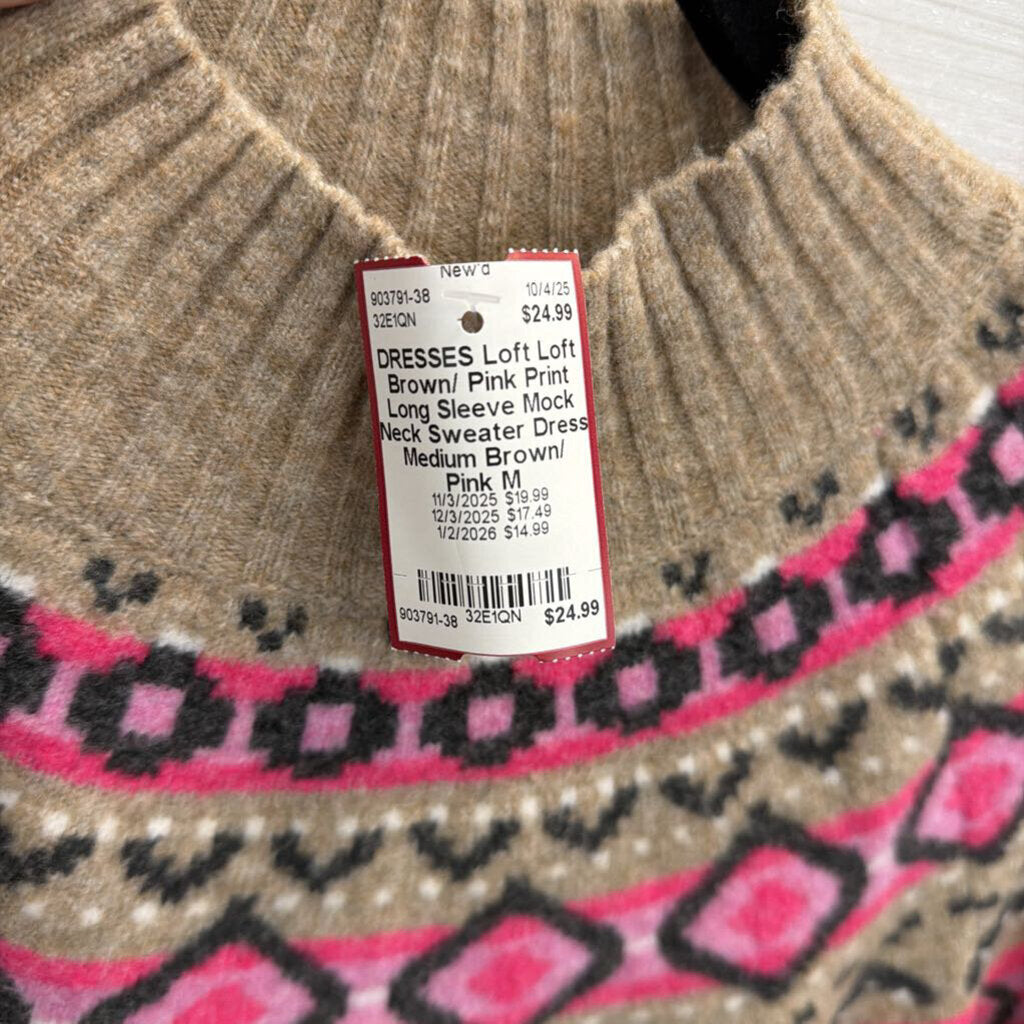 New'd
903791-38 10/4/25
32E1QN $24.99
DRESSES Loft Loft
Brown/ Pink Print
Long Sleeve Mock
Neck Sweater Dress
Medium Brown/
Pink M
11/3/2025 $19.99
12/3/2025 $17.49
1/2/2026 $14.99
903791-38 32E1QN $24.99